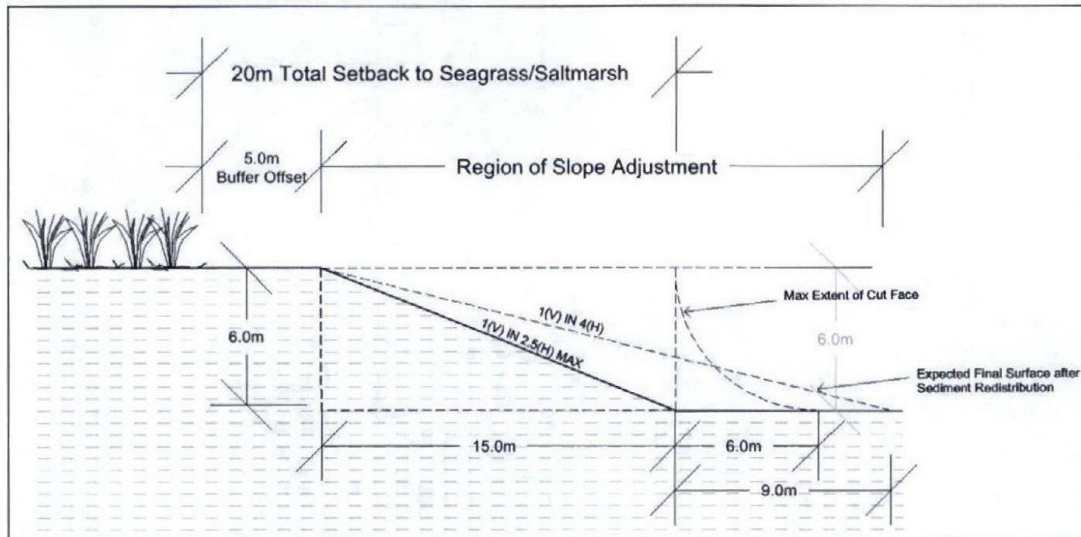 20m Total Setback to Seagrass/Saltmarsh
5.0m
Buffer Offset
Region of Slope Adjustment
Max Extent of Cut Face
1(V) IN 4(H)
1(V) IN 2.5(H) MAX
6.0m
6.0m
Expected Final Surface after
Sediment Redistribution
15.0m
6.0m
9.0m